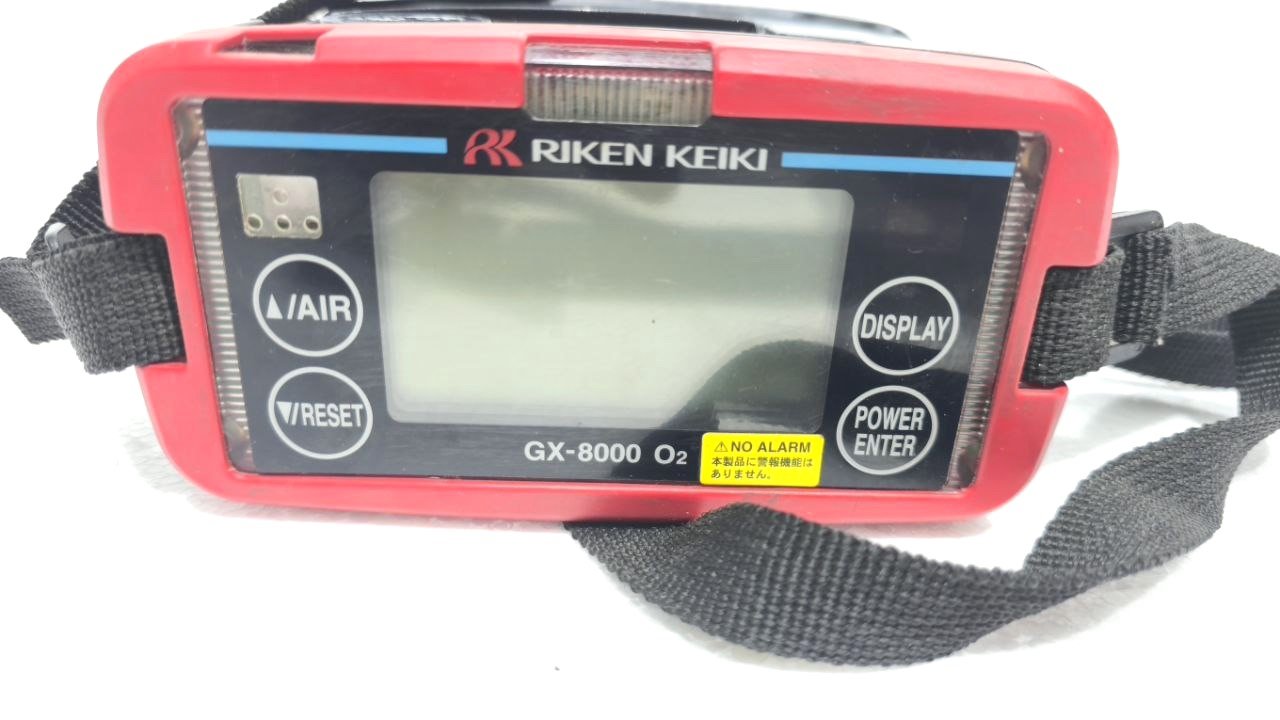 RIKEN KEIKI
▲/AIR
▼/RESET
DISPLAY
POWER
ENTER
GX-8000 O₂
⚠NO ALARM
本製品に警報機能は
ありません。